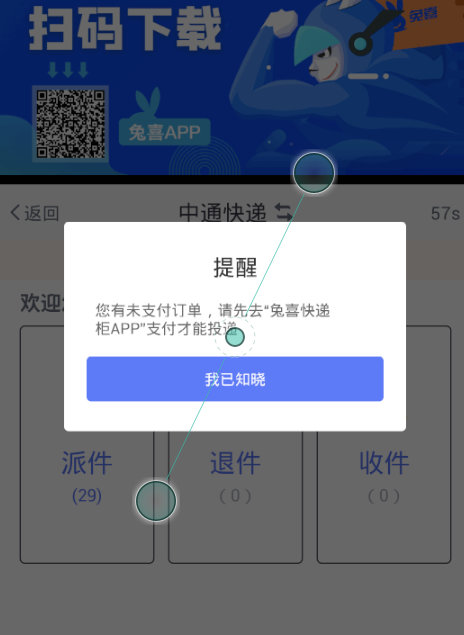 扫码下载
兔喜
兔喜APP
返回
中通快递
57s
提醒
欢迎
您有未支付订单，请先去“兔喜快递
柜APP”支付才能投递
我已知晓
派件
退件
收件
(29)
(0)
(0)